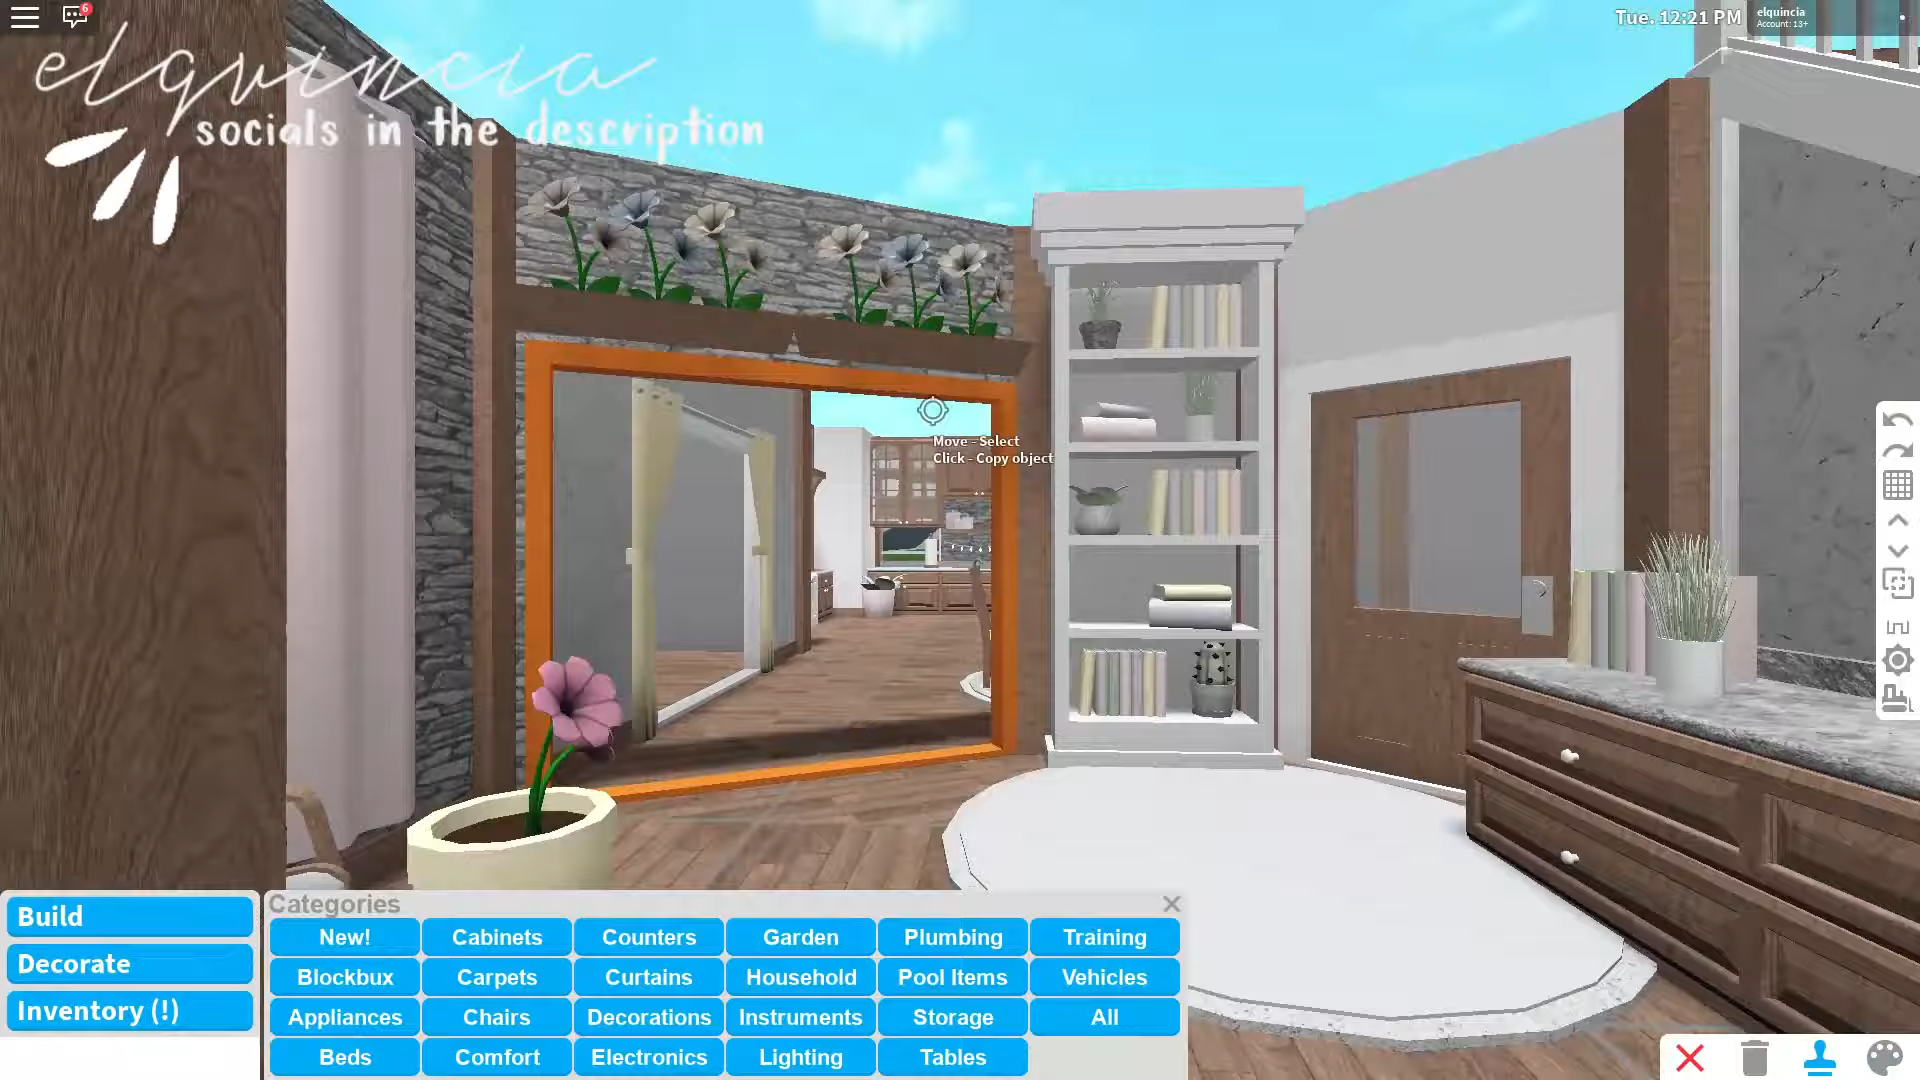 6
Tue. 12:21 PM
elquincia
Account: 13+
elquincia
socials in the description
Move - Select
Click - Copy object
Build
Decorate
Inventory (!)
Categories
New!
Cabinets
Counters
Garden
Plumbing
Training
Blockbux
Carpets
Curtains
Household
Pool Items
Vehicles
Appliances
Chairs
Decorations
Instruments
Storage
All
Beds
Comfort
Electronics
Lighting
Tables